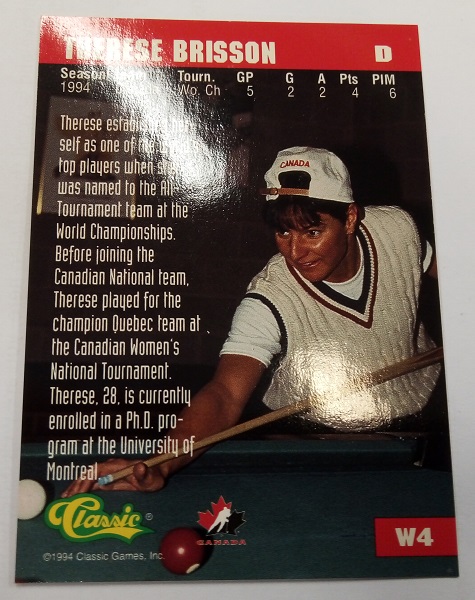 THERESE BRISSON D
Season Team Tourn. GP G A Pts PIM
1994 Wo. Ch 5 2 2 4 6
Therese established her-
self as one of the
top players when she
was named to the All-
Tournament team at the
World Championships.
Before joining the
Canadian National team,
Therese played for the
champion Quebec team at
the Canadian Women's
National Tournament.
Therese, 28, is currently
enrolled in a Ph.D. pro-
gram at the University of
Montreal.
CANADA
Classic®
CANADA
©1994 Classic Games, Inc.
W4